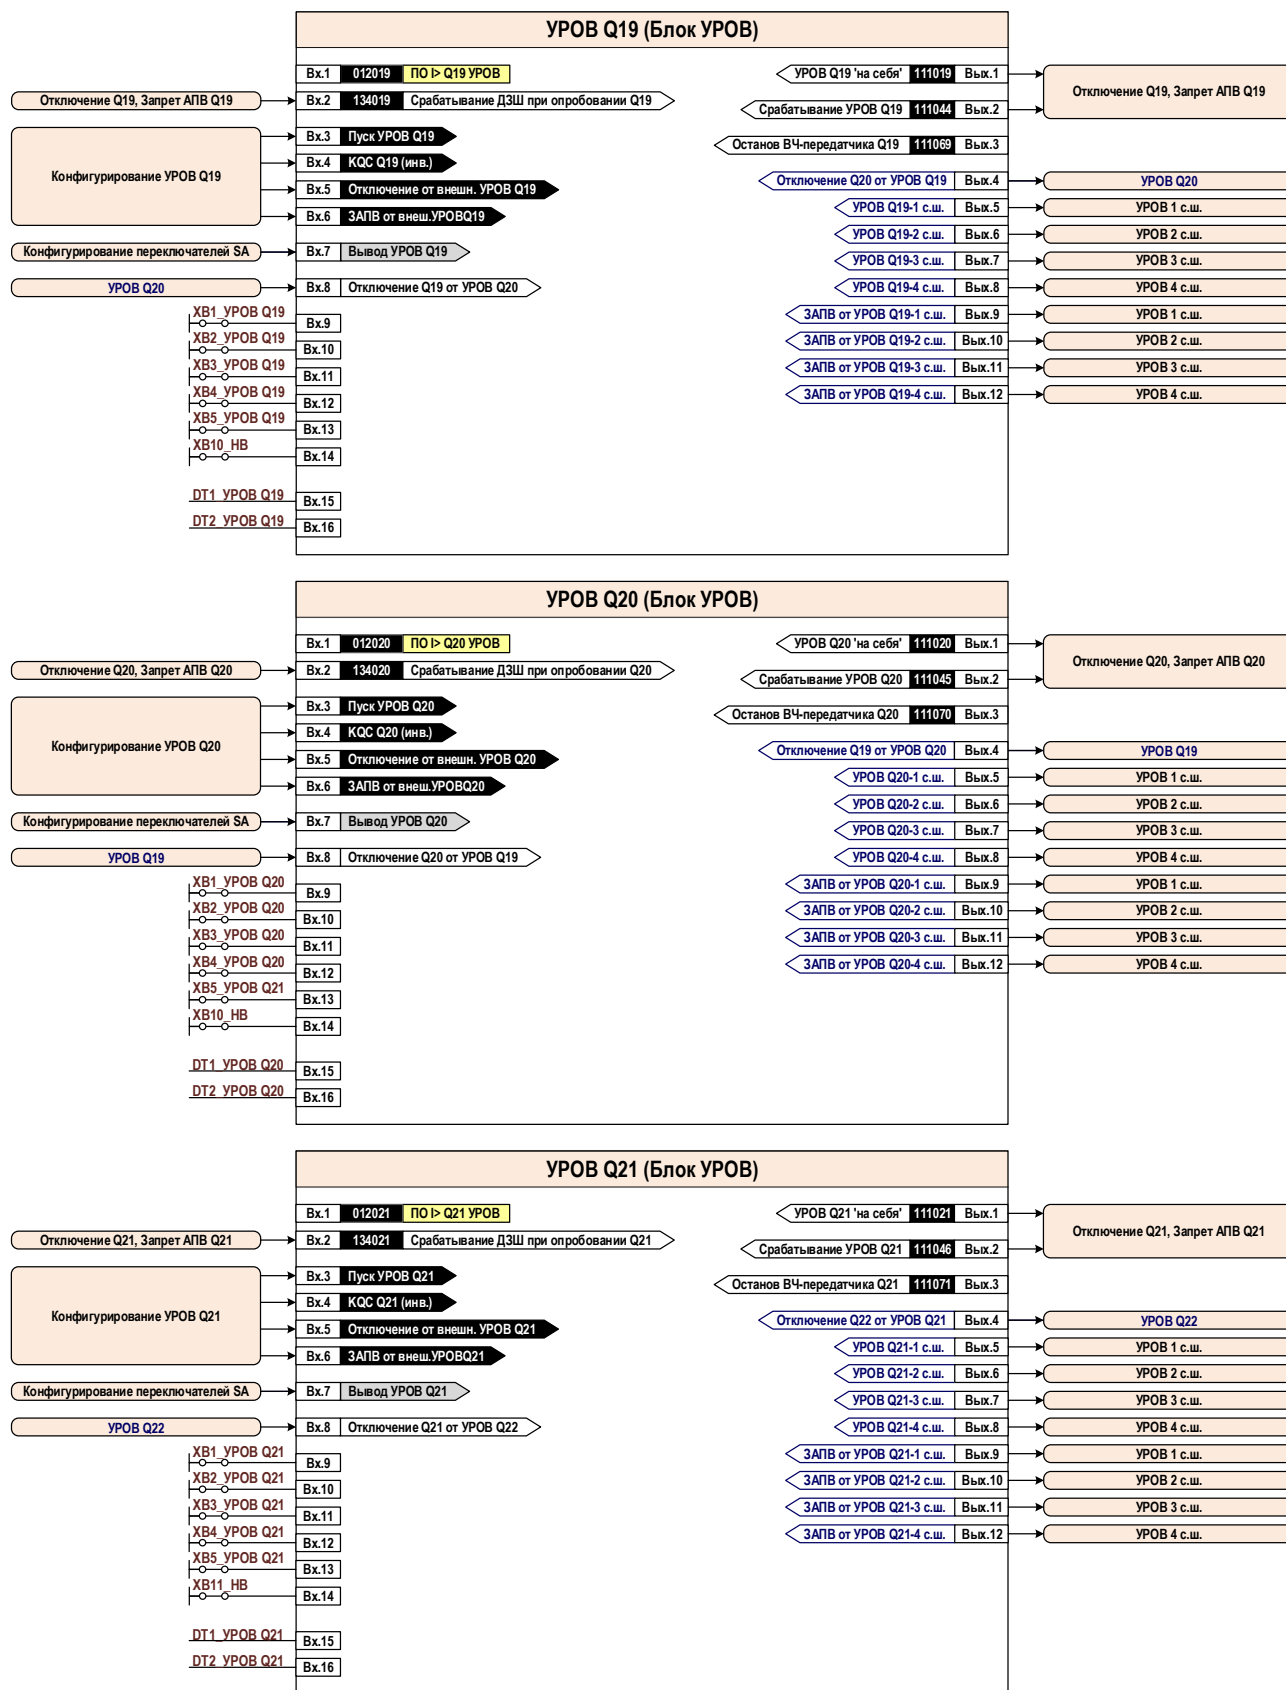 УРОВ Q19 (Блок УРОВ)
Вх.1 012019 ПО I> Q19 УРОВ
УРОВ Q19 'на себя' 111019 Вых.1
Отключение Q19, Запрет АПВ Q19
Отключение Q19, Запрет АПВ Q19
Вх.2 134019 Срабатывание ДЗШ при опробовании Q19
Срабатывание УРОВ Q19 111044 Вых.2
Конфигурирование УРОВ Q19
Вх.3 Пуск УРОВ Q19
Останов ВЧ-передатчика Q19 111069 Вых.3
Вх.4 KQC Q19 (инв.)
Вх.5 Отключение от внешн. УРОВ Q19
Отключение Q20 от УРОВ Q19 Вых.4 УРОВ Q20
Вх.6 ЗАПВ от внеш.УРОВQ19
УРОВ Q19-1 с.ш. Вых.5 УРОВ 1 с.ш.
УРОВ Q19-2 с.ш. Вых.6 УРОВ 2 с.ш.
Конфигурирование переключателей SA Вх.7 Вывод УРОВ Q19
УРОВ Q19-3 с.ш. Вых.7 УРОВ 3 с.ш.
УРОВ Q20 Вх.8 Отключение Q19 от УРОВ Q20
УРОВ Q19-4 с.ш. Вых.8 УРОВ 4 с.ш.
XB1_УРОВ Q19 Вх.9
ЗАПВ от УРОВ Q19-1 с.ш. Вых.9 УРОВ 1 с.ш.
XB2_УРОВ Q19 Вх.10
ЗАПВ от УРОВ Q19-2 с.ш. Вых.10 УРОВ 2 с.ш.
XB3_УРОВ Q19 Вх.11
ЗАПВ от УРОВ Q19-3 с.ш. Вых.11 УРОВ 3 с.ш.
XB4_УРОВ Q19 Вх.12
ЗАПВ от УРОВ Q19-4 с.ш. Вых.12 УРОВ 4 с.ш.
XB5_УРОВ Q19 Вх.13
XB10_НВ Вх.14
DT1_УРОВ Q19 Вх.15
DT2_УРОВ Q19 Вх.16
УРОВ Q20 (Блок УРОВ)
Вх.1 012020 ПО I> Q20 УРОВ
УРОВ Q20 'на себя' 111020 Вых.1
Отключение Q20, Запрет АПВ Q20
Отключение Q20, Запрет АПВ Q20
Вх.2 134020 Срабатывание ДЗШ при опробовании Q20
Срабатывание УРОВ Q20 111045 Вых.2
Конфигурирование УРОВ Q20
Вх.3 Пуск УРОВ Q20
Останов ВЧ-передатчика Q20 111070 Вых.3
Вх.4 KQC Q20 (инв.)
Вх.5 Отключение от внешн. УРОВ Q20
Отключение Q19 от УРОВ Q20 Вых.4 УРОВ Q19
Вх.6 ЗАПВ от внеш.УРОВQ20
УРОВ Q20-1 с.ш. Вых.5 УРОВ 1 с.ш.
УРОВ Q20-2 с.ш. Вых.6 УРОВ 2 с.ш.
Конфигурирование переключателей SA Вх.7 Вывод УРОВ Q20
УРОВ Q20-3 с.ш. Вых.7 УРОВ 3 с.ш.
УРОВ Q19 Вх.8 Отключение Q20 от УРОВ Q19
УРОВ Q20-4 с.ш. Вых.8 УРОВ 4 с.ш.
XB1_УРОВ Q20 Вх.9
ЗАПВ от УРОВ Q20-1 с.ш. Вых.9 УРОВ 1 с.ш.
XB2_УРОВ Q20 Вх.10
ЗАПВ от УРОВ Q20-2 с.ш. Вых.10 УРОВ 2 с.ш.
XB3_УРОВ Q20 Вх.11
ЗАПВ от УРОВ Q20-3 с.ш. Вых.11 УРОВ 3 с.ш.
XB4_УРОВ Q20 Вх.12
ЗАПВ от УРОВ Q20-4 с.ш. Вых.12 УРОВ 4 с.ш.
XB5_УРОВ Q21 Вх.13
XB10_НВ Вх.14
DT1_УРОВ Q20 Вх.15
DT2_УРОВ Q20 Вх.16
УРОВ Q21 (Блок УРОВ)
Вх.1 012021 ПО I> Q21 УРОВ
УРОВ Q21 'на себя' 111021 Вых.1
Отключение Q21, Запрет АПВ Q21
Отключение Q21, Запрет АПВ Q21
Вх.2 134021 Срабатывание ДЗШ при опробовании Q21
Срабатывание УРОВ Q21 111046 Вых.2
Конфигурирование УРОВ Q21
Вх.3 Пуск УРОВ Q21
Останов ВЧ-передатчика Q21 111071 Вых.3
Вх.4 KQC Q21 (инв.)
Вх.5 Отключение от внешн. УРОВ Q21
Отключение Q22 от УРОВ Q21 Вых.4 УРОВ Q22
Вх.6 ЗАПВ от внеш.УРОВQ21
УРОВ Q21-1 с.ш. Вых.5 УРОВ 1 с.ш.
УРОВ Q21-2 с.ш. Вых.6 УРОВ 2 с.ш.
Конфигурирование переключателей SA Вх.7 Вывод УРОВ Q21
УРОВ Q21-3 с.ш. Вых.7 УРОВ 3 с.ш.
УРОВ Q22 Вх.8 Отключение Q21 от УРОВ Q22
УРОВ Q21-4 с.ш. Вых.8 УРОВ 4 с.ш.
XB1_УРОВ Q21 Вх.9
ЗАПВ от УРОВ Q21-1 с.ш. Вых.9 УРОВ 1 с.ш.
XB2_УРОВ Q21 Вх.10
ЗАПВ от УРОВ Q21-2 с.ш. Вых.10 УРОВ 2 с.ш.
XB3_УРОВ Q21 Вх.11
ЗАПВ от УРОВ Q21-3 с.ш. Вых.11 УРОВ 3 с.ш.
XB4_УРОВ Q21 Вх.12
ЗАПВ от УРОВ Q21-4 с.ш. Вых.12 УРОВ 4 с.ш.
XB5_УРОВ Q21 Вх.13
XB11_НВ Вх.14
DT1_УРОВ Q21 Вх.15
DT2_УРОВ Q21 Вх.16